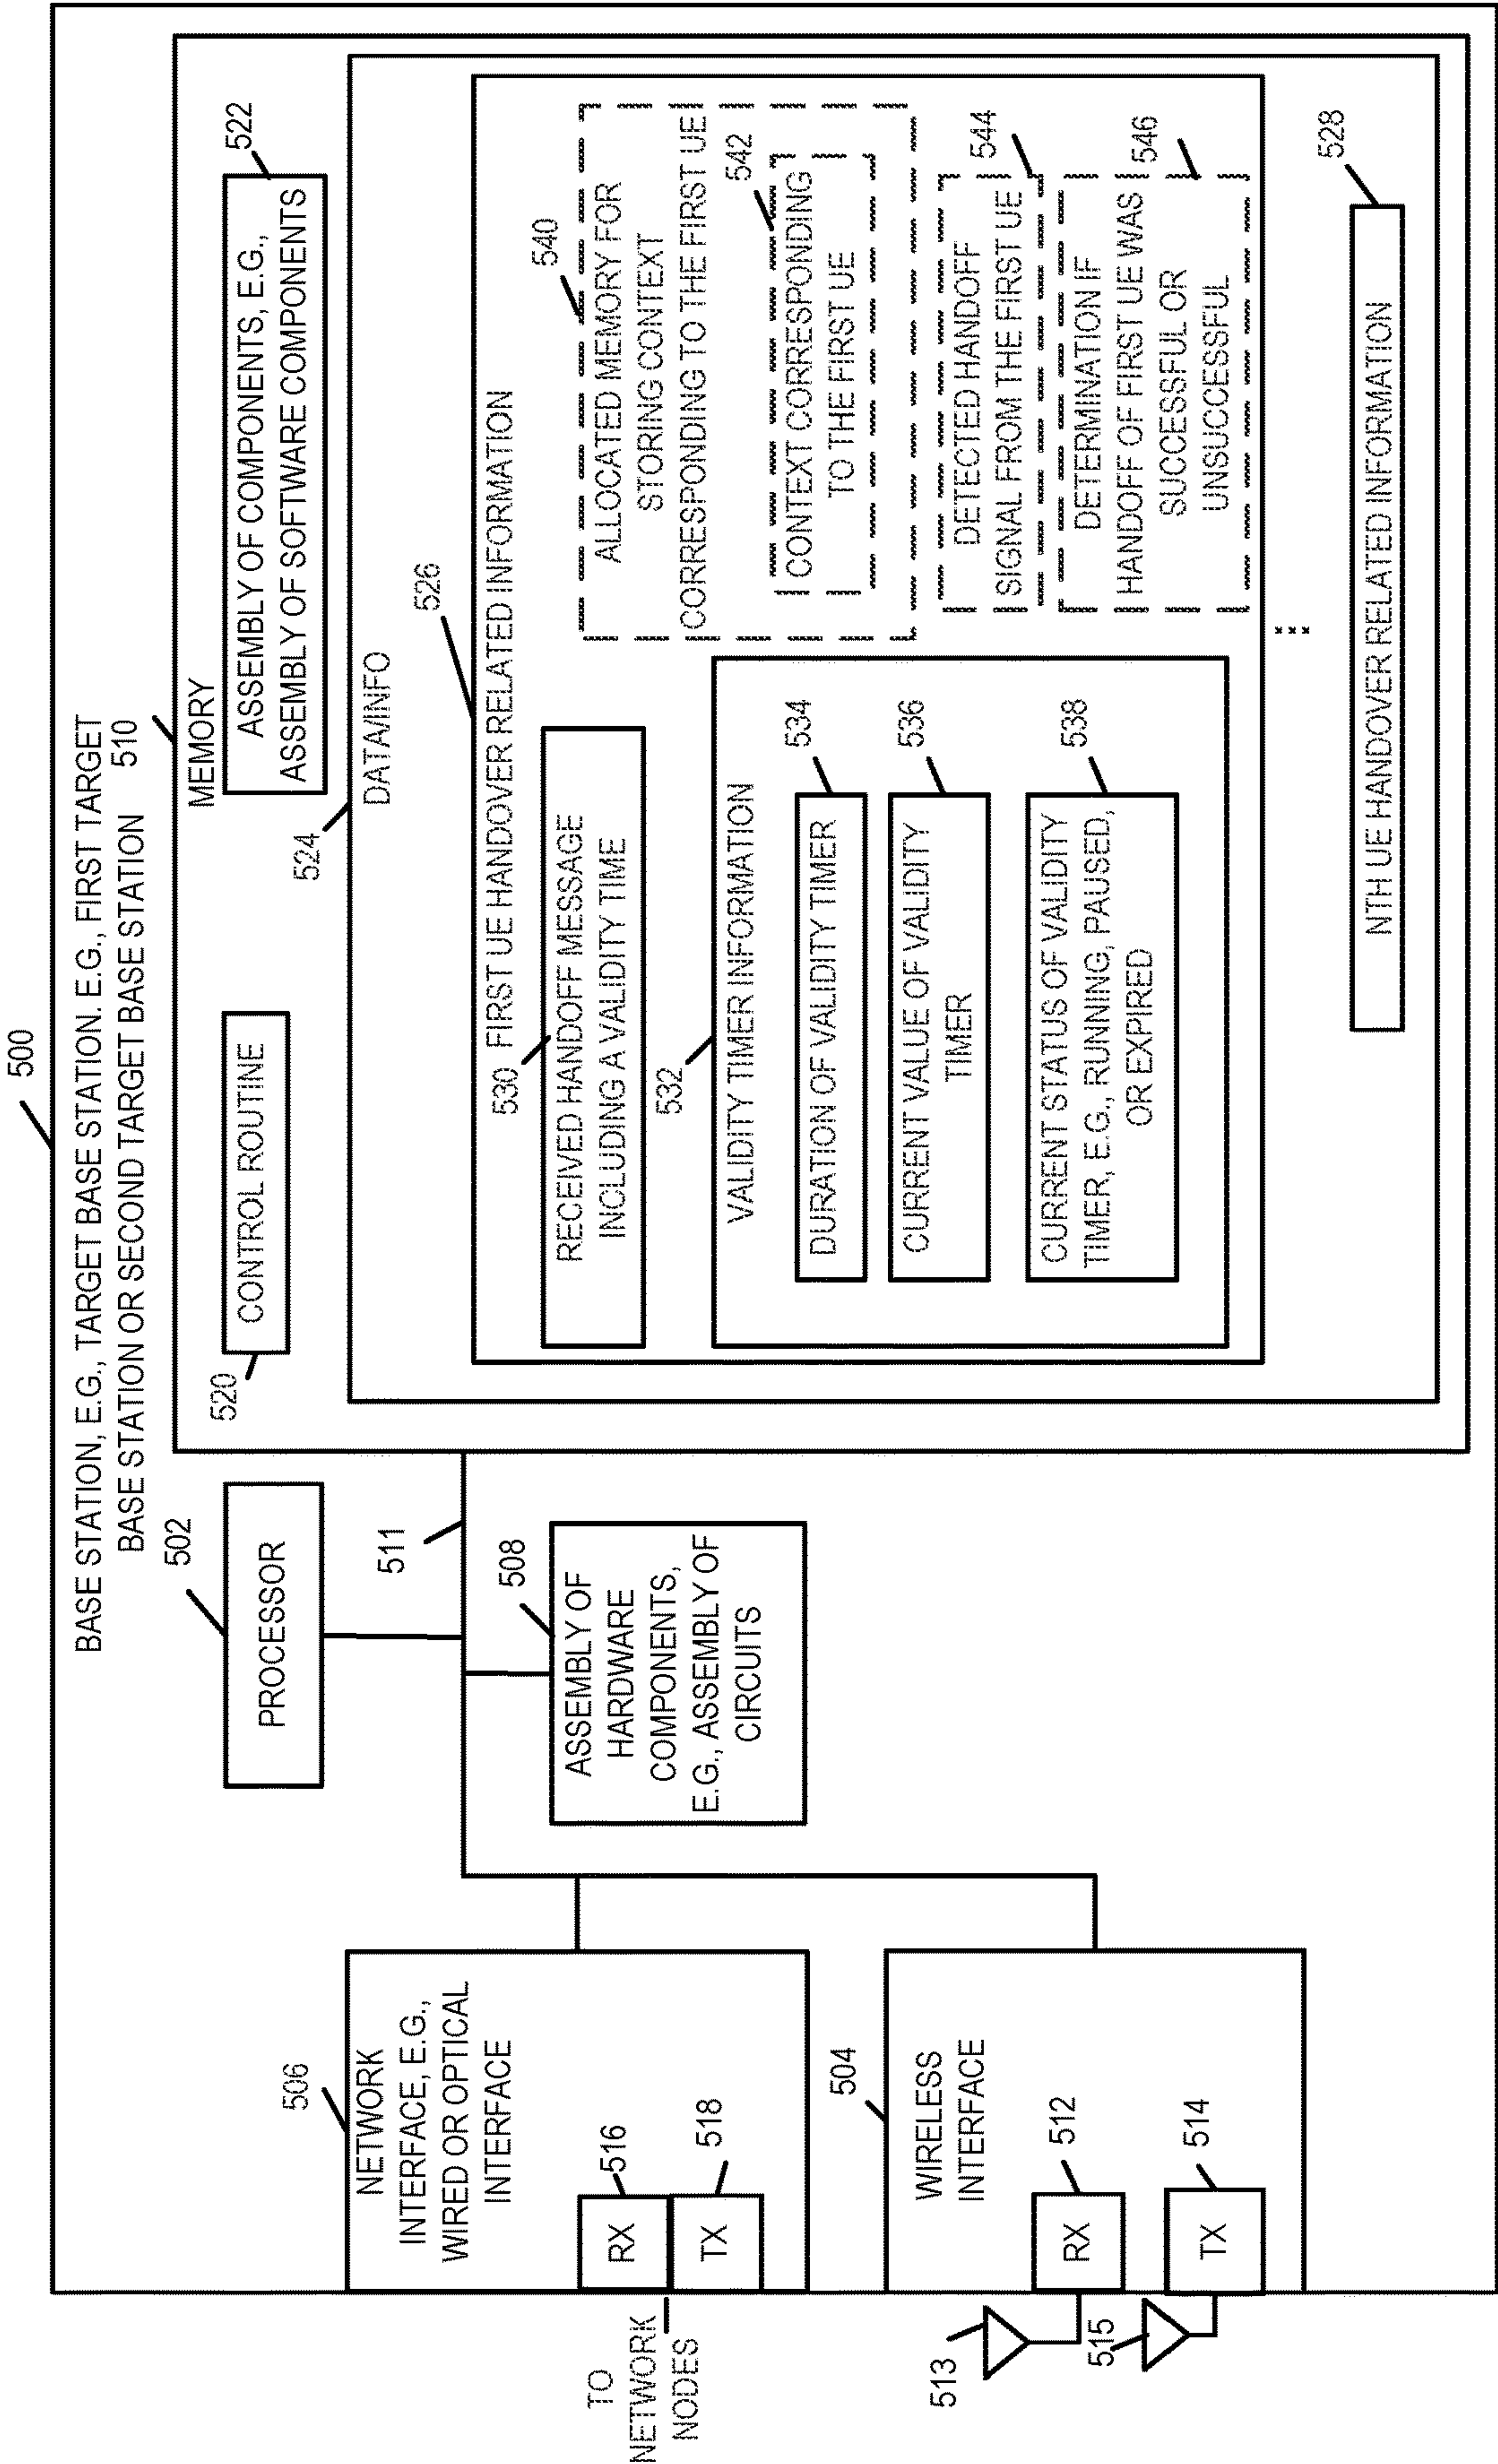 500
BASE STATION, E.G., TARGET BASE STATION. E.G., FIRST TARGET
BASE STATION OR SECOND TARGET BASE STATION
510
506
NETWORK
INTERFACE, E.G.,
WIRED OR OPTICAL
INTERFACE
516
RX
518
TX
TO
NETWORK
NODES
504
WIRELESS
INTERFACE
512
RX
514
TX
513
515
502
PROCESSOR
511
508
ASSEMBLY OF
HARDWARE
COMPONENTS,
E.G., ASSEMBLY OF
CIRCUITS
MEMORY
520
CONTROL ROUTINE
522
ASSEMBLY OF COMPONENTS, E.G.,
ASSEMBLY OF SOFTWARE COMPONENTS
524
DATA/INFO
526
FIRST UE HANDOVER RELATED INFORMATION
530
RECEIVED HANDOFF MESSAGE
INCLUDING A VALIDITY TIME
532
VALIDITY TIMER INFORMATION
534
DURATION OF VALIDITY TIMER
536
CURRENT VALUE OF VALIDITY
TIMER
538
CURRENT STATUS OF VALIDITY
TIMER, E.G., RUNNING, PAUSED,
OR EXPIRED
540
ALLOCATED MEMORY FOR
STORING CONTEXT
CORRESPONDING TO THE FIRST UE
542
CONTEXT CORRESPONDING
TO THE FIRST UE
544
DETECTED HANDOFF
SIGNAL FROM THE FIRST UE
546
DETERMINATION IF
HANDOFF OF FIRST UE WAS
SUCCESSFUL OR
UNSUCCESSFUL
...
528
NTH UE HANDOVER RELATED INFORMATION